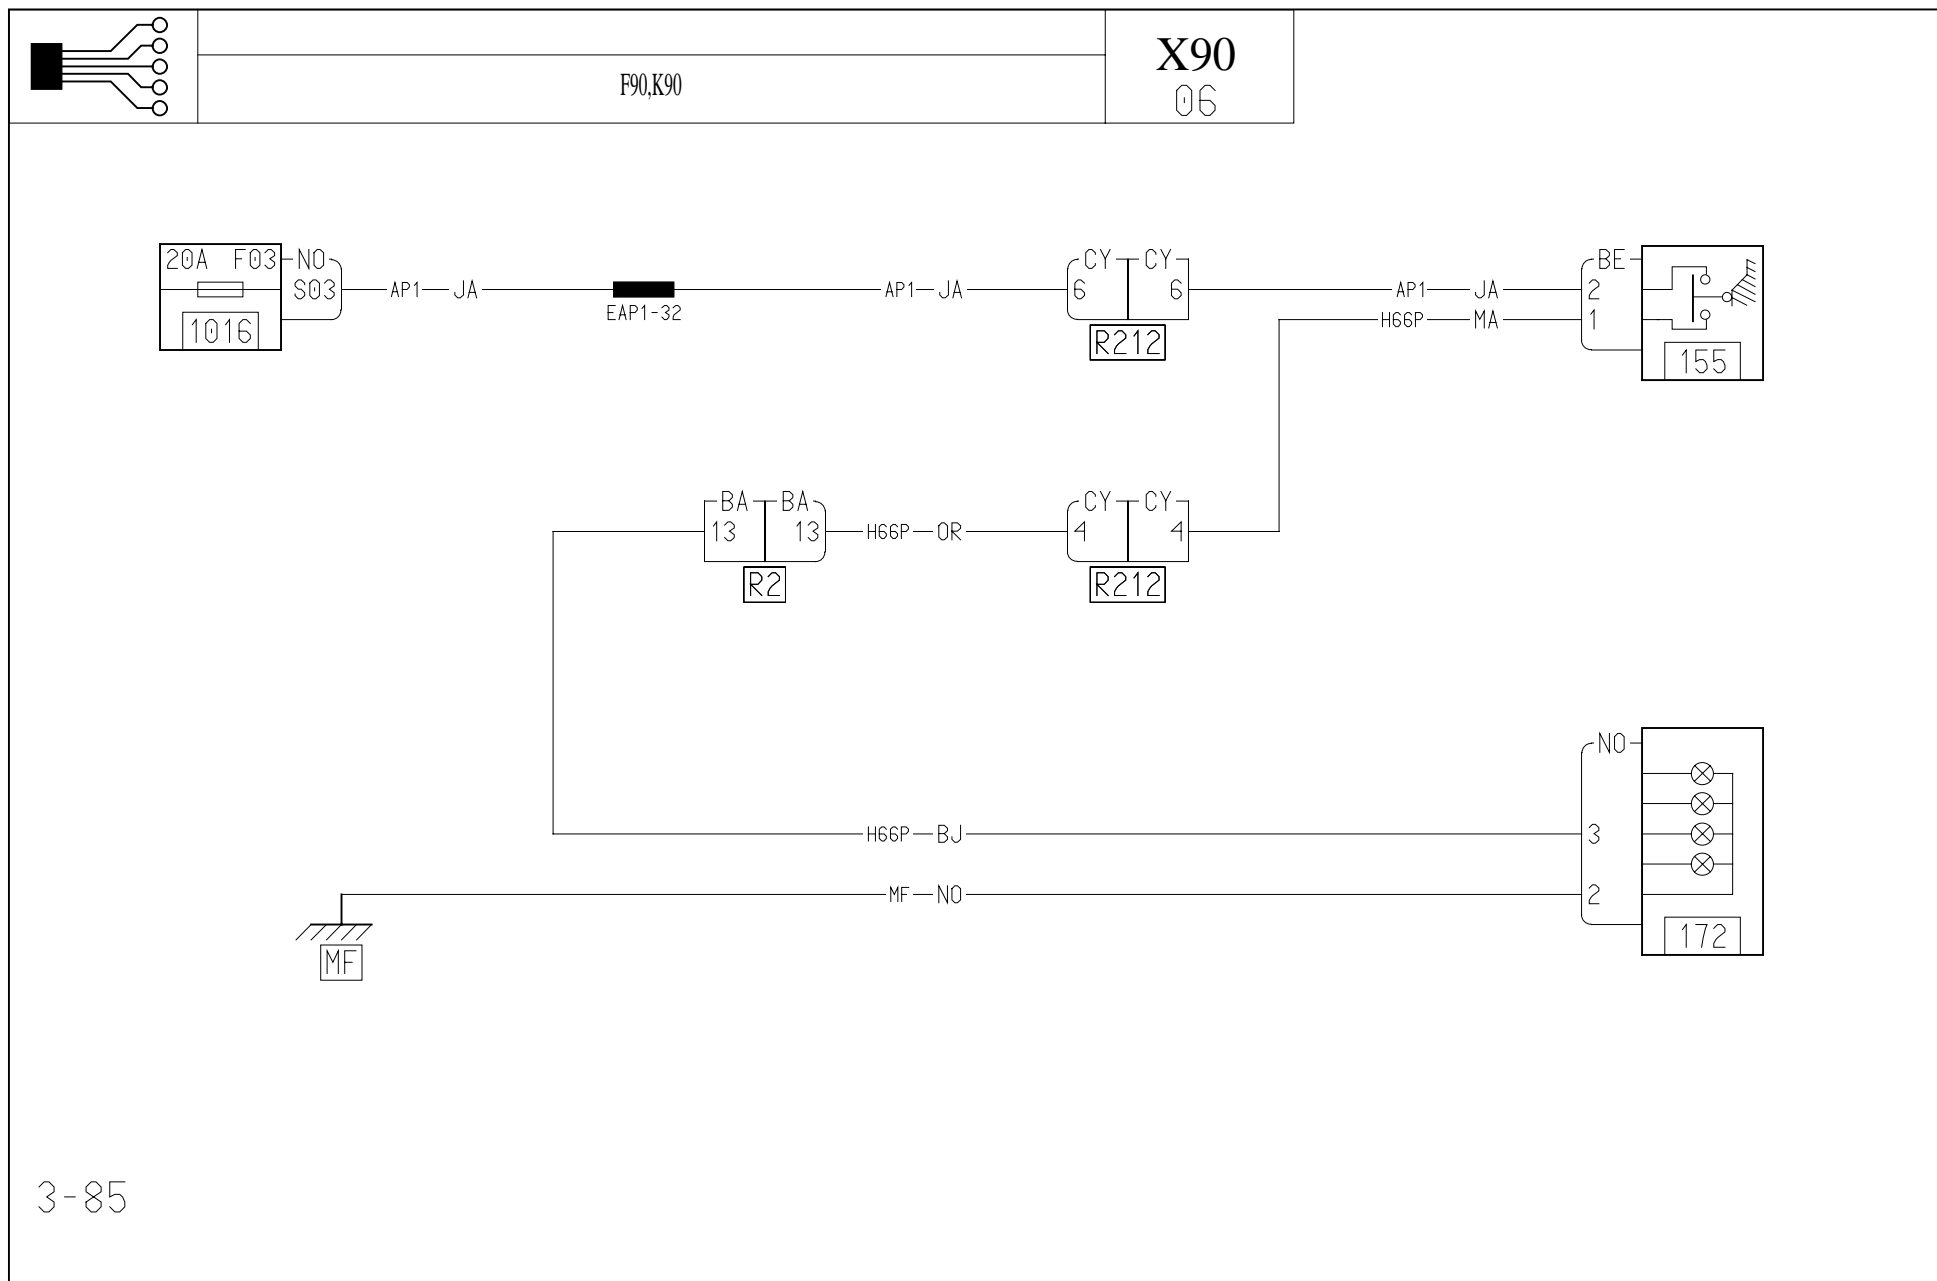 X90
F90,K90
06
20A F03 NO CY CY BE
S03 AP1 JA AP1 JA 6 6 AP1 JA 2
EAP1-32 H66P MA 1
1016 R212 155
BA BA CY CY
13 13 H66P OR 4 4
R2 R212
NO
H66P BJ 3
MF NO 2
172
MF
3-85